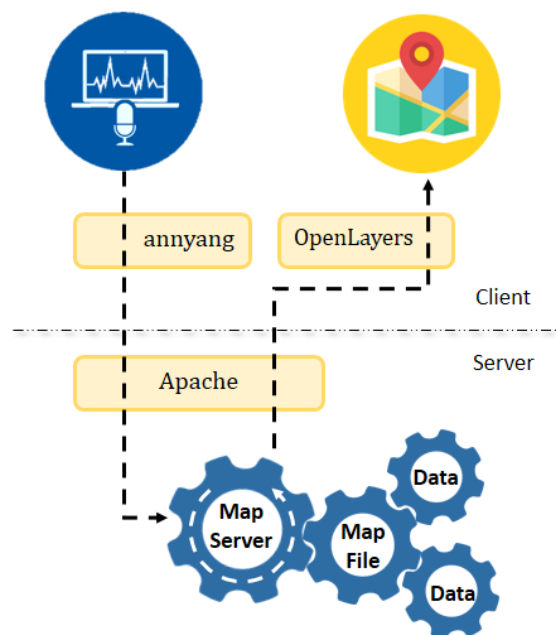 annyang
OpenLayers
Client
Server
Apache
Map
Server
Map
File
Data
Data